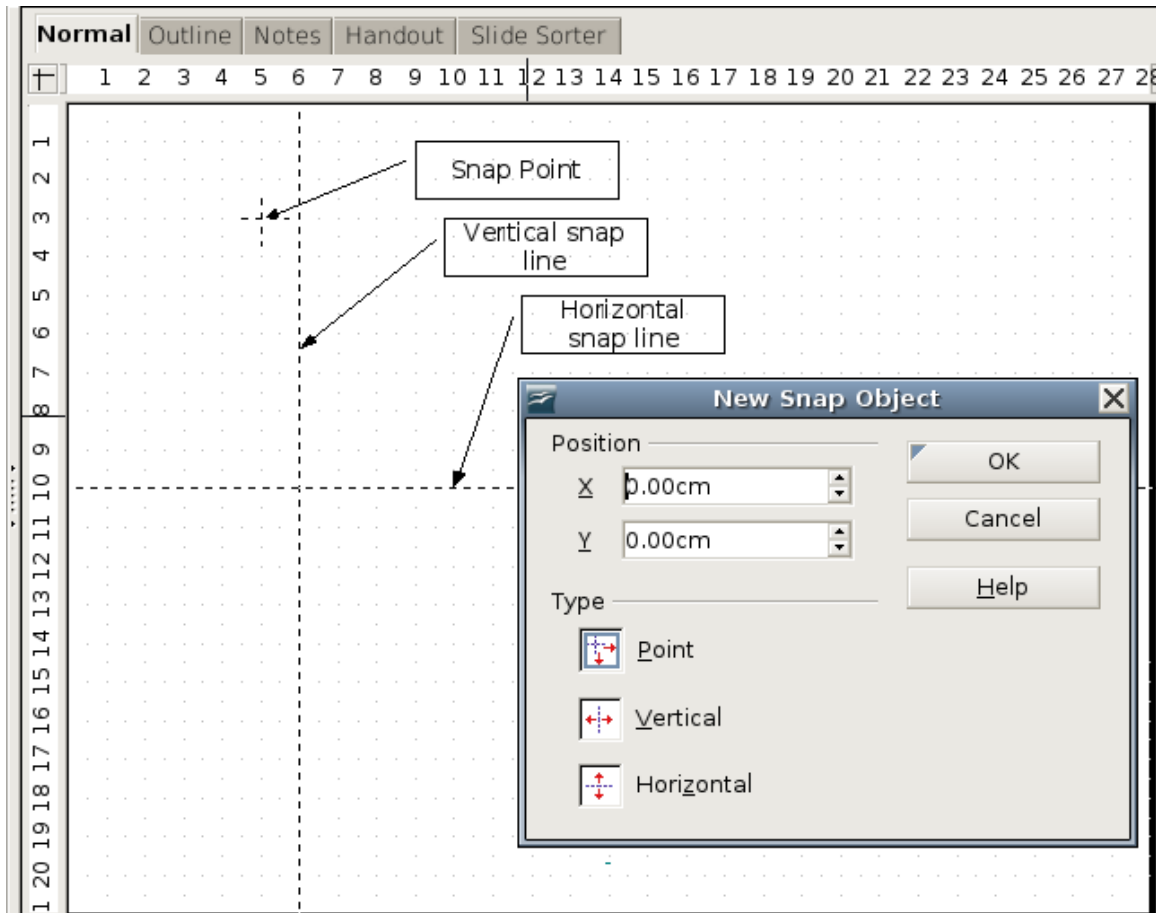 Normal Outline Notes Handout Slide Sorter
1 2 3 4 5 6 7 8 9 10 11 12 13 14 15 16 17 18 19 20 21 22 23 24 25 26 27 28
1
2
3
4
5
6
7
8
9
10
11
12
13
14
15
16
17
18
19
20
Snap Point
Vertical snap
line
Horizontal
snap line
New Snap Object
Position
X 0.00cm
Y 0.00cm
OK
Cancel
Help
Type
Point
Vertical
Horizontal